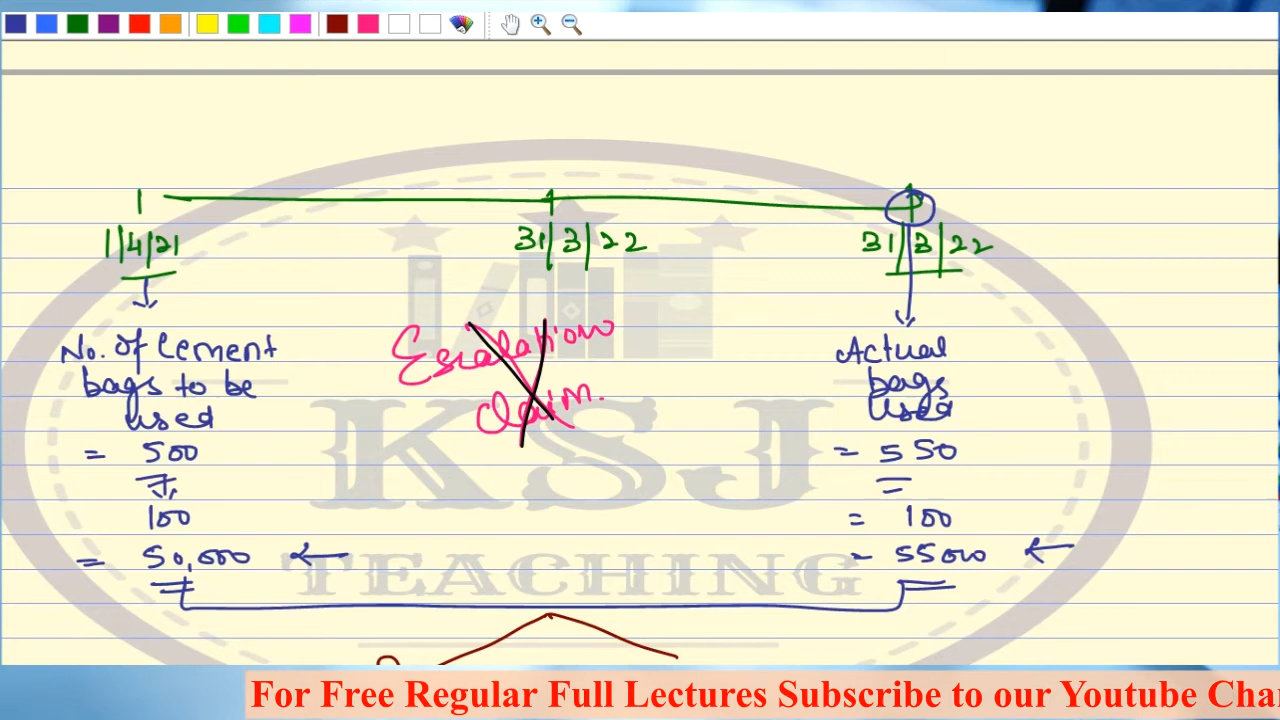 1|4|21
31|3|22
31|3|22
No. Of Cement
bags to be
used
= 500
100
= 50,000
Escalation
Claim.
Actual
bags
used
= 550
= 100
= 55000
KSJ
TEACHING
For Free Regular Full Lectures Subscribe to our Youtube Cha